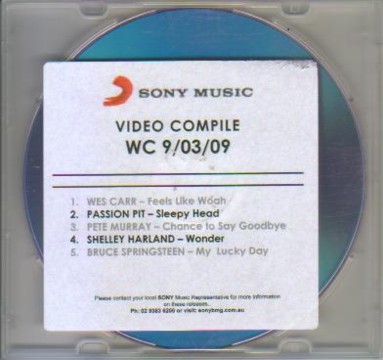 SONY MUSIC
VIDEO COMPILE
WC 9/03/09
1. WES CARR – Feels Like Woah
2. PASSION PIT – Sleepy Head
3. PETE MURRAY – Chance to Say Goodbye
4. SHELLEY HARLAND – Wonder
5. BRUCE SPRINGSTEEN – My Lucky Day
Please contact your local SONY Music Representative for more information
on these releases.
Ph: 02 9383 6200 or visit: sonybmg.com.au